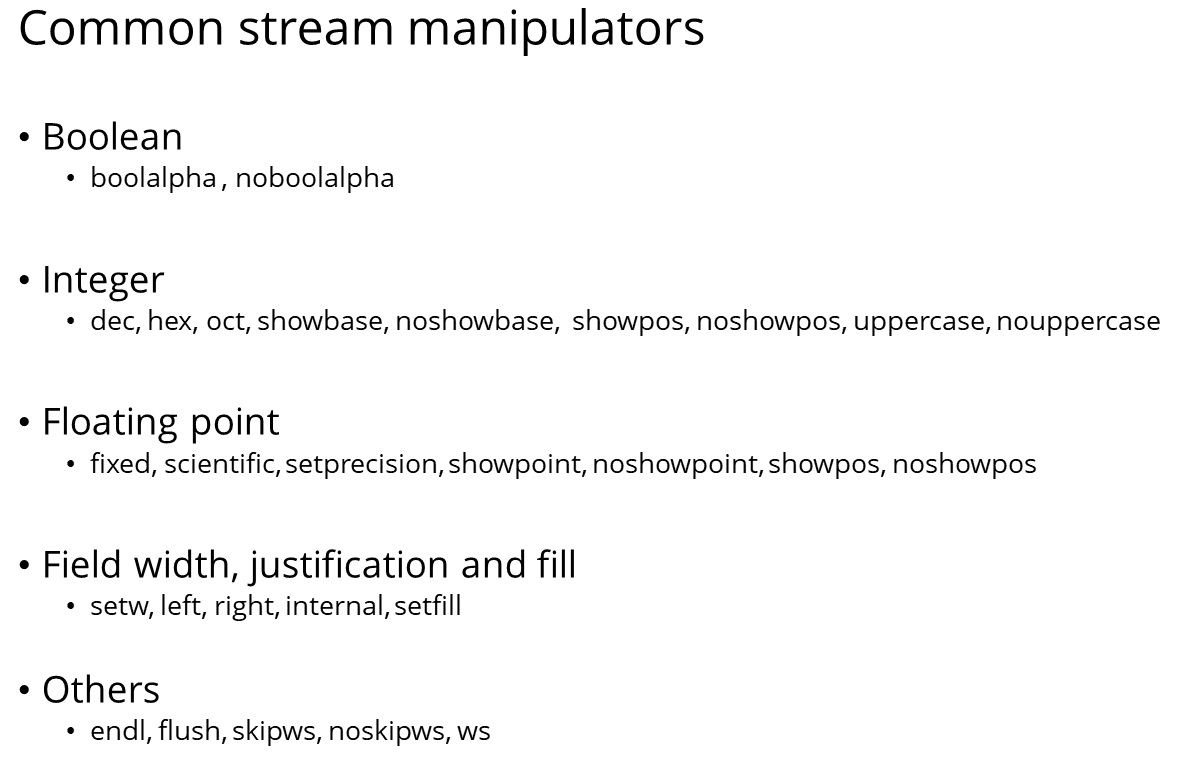 Common stream manipulators
• Boolean
• boolalpha, noboolalpha
• Integer
• dec, hex, oct, showbase, noshowbase, showpos, noshowpos, uppercase, nouppercase
• Floating point
• fixed, scientific, setprecision, showpoint, noshowpoint, showpos, noshowpos
• Field width, justification and fill
• setw, left, right, internal, setfill
• Others
• endl, flush, skipws, noskipws, ws